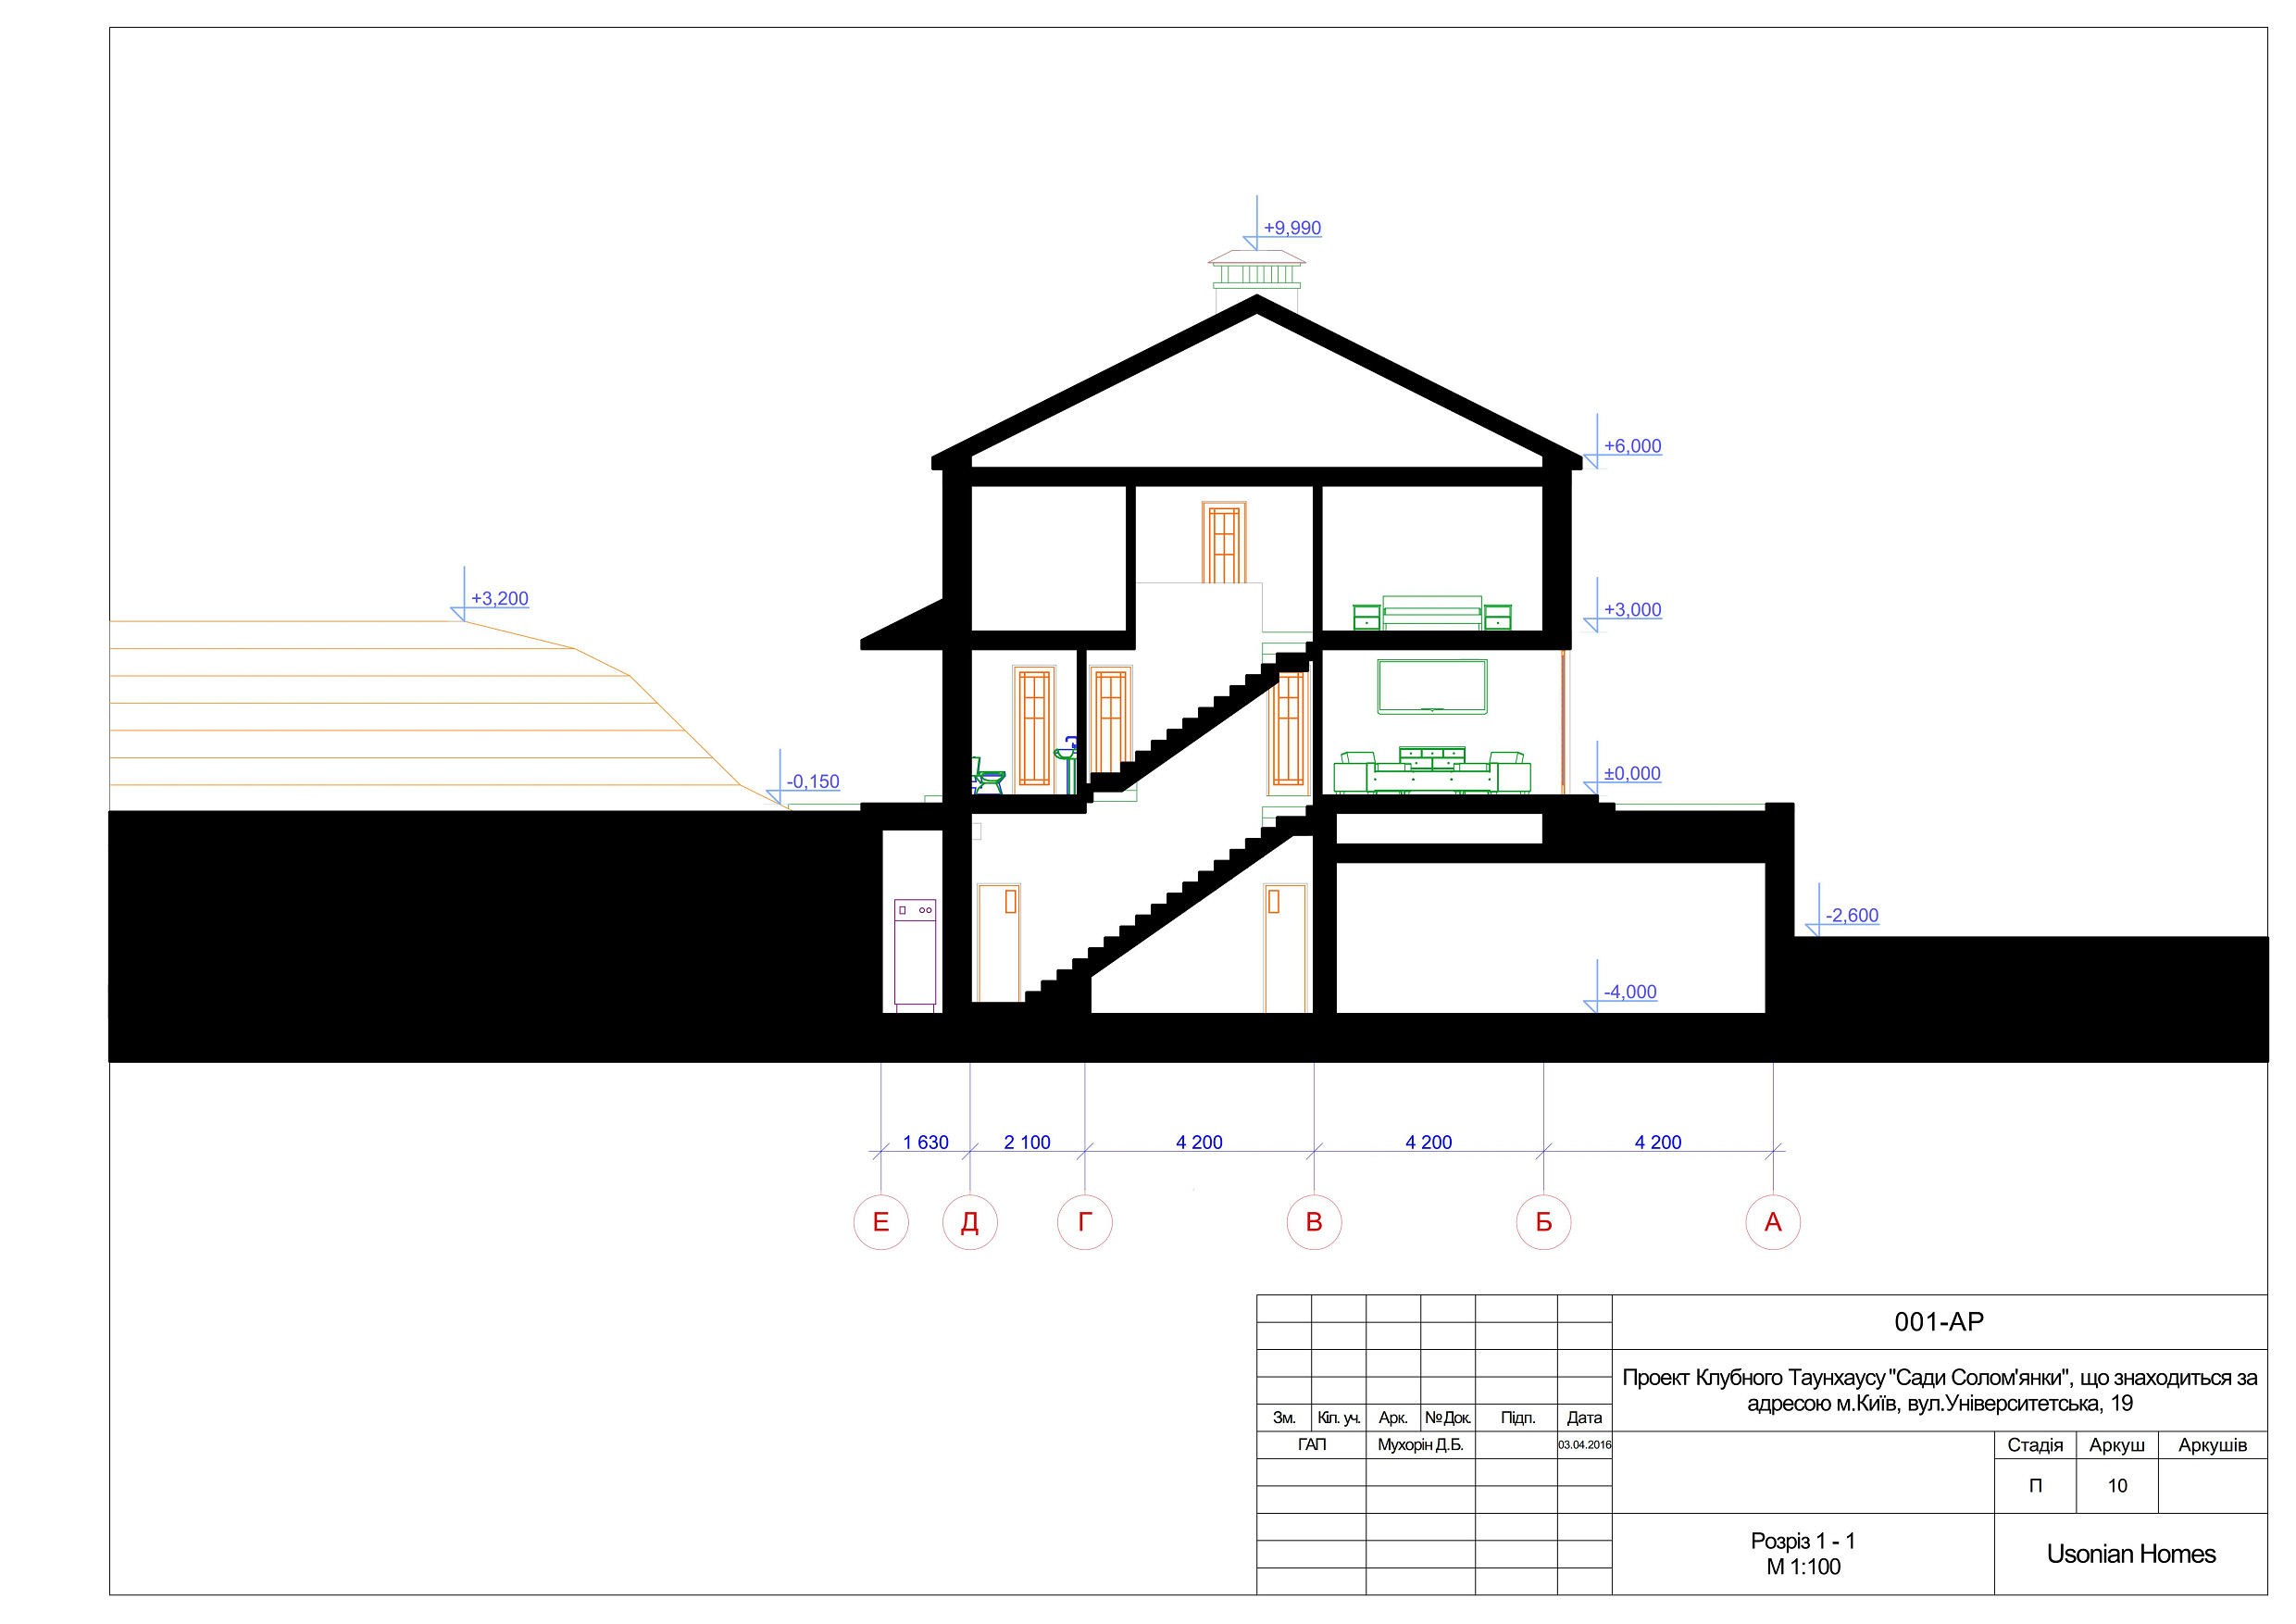 +9,990
+6,000
+3,200
+3,000
-0,150
±0,000
-2,600
-4,000
1 630
2 100
4 200
4 200
4 200
Е
Д
Г
В
Б
А
001-АР
Проект Клубного Таунхаусу "Сади Солом'янки", що знаходиться за
адресою м.Київ, вул.Університетська, 19
Зм.
Кіл. уч.
Арк.
№ Док.
Підп.
Дата
ГАП
Мухорін Д.Б.
03.04.2016
Стадія
Аркуш
Аркушів
П
10
Розріз 1 - 1
М 1:100
Usonian Homes